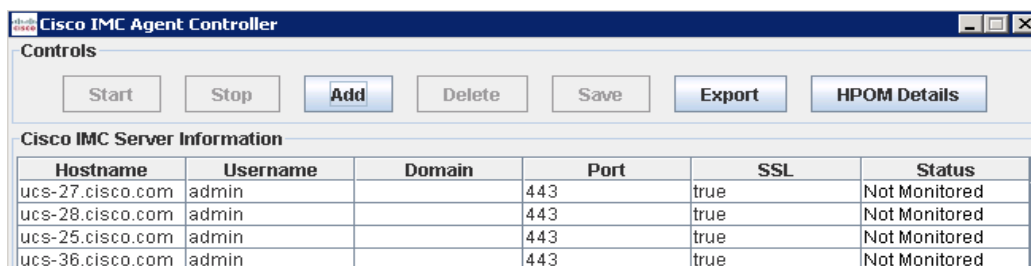 Cisco IMC Agent Controller
Controls
Start Stop Add Delete Save Export HPOM Details
Cisco IMC Server Information
Hostname Username Domain Port SSL Status
ucs-27.cisco.com admin 443 true Not Monitored
ucs-28.cisco.com admin 443 true Not Monitored
ucs-25.cisco.com admin 443 true Not Monitored
ucs-36.cisco.com admin 443 true Not Monitored